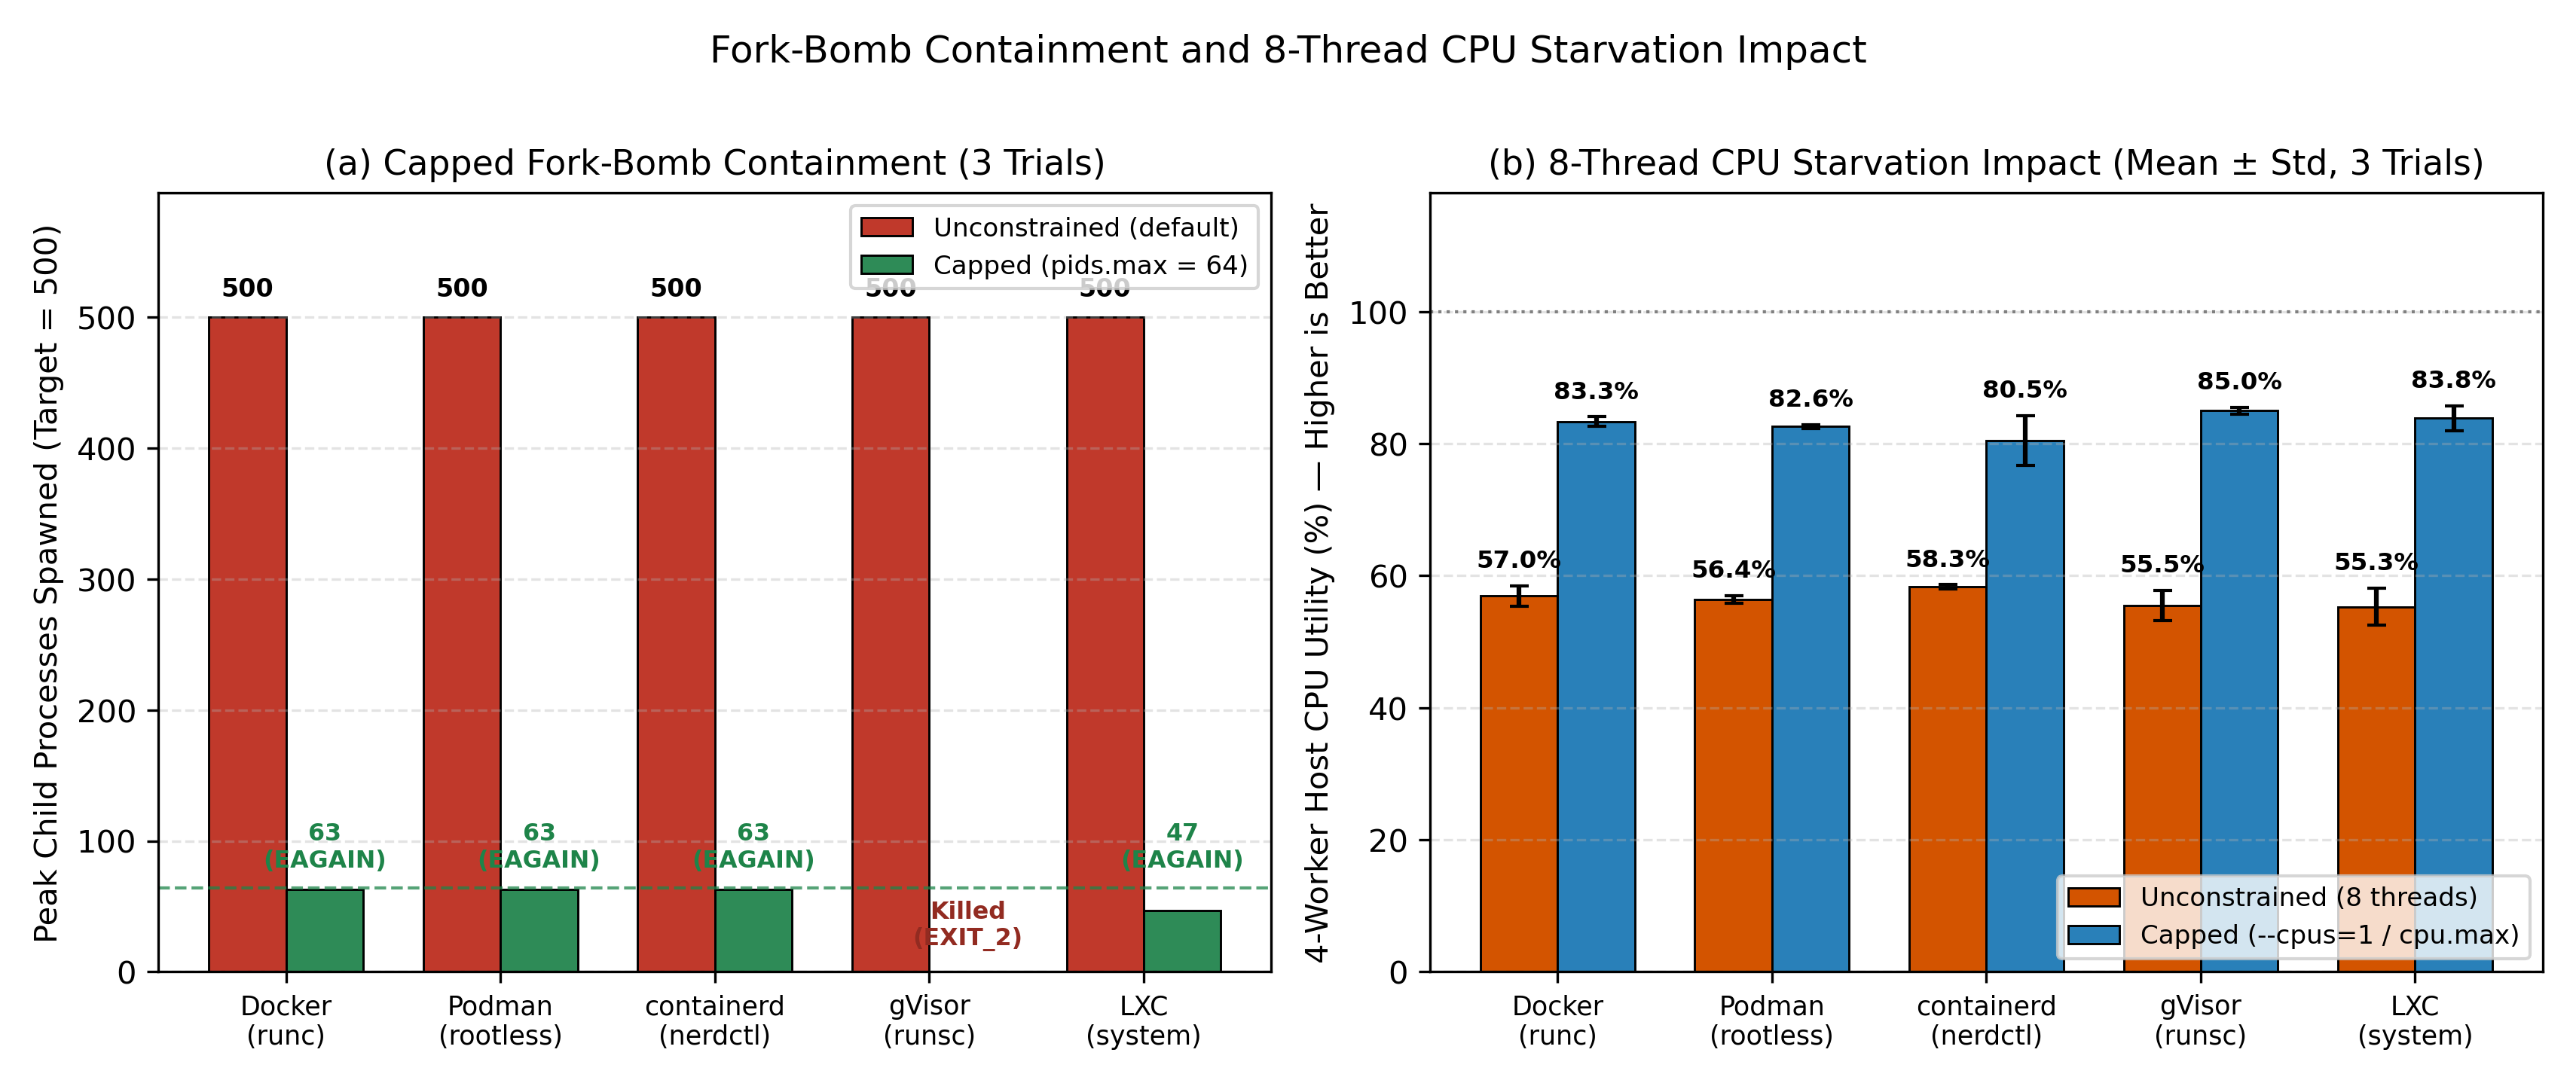 Fork-Bomb Containment and 8-Thread CPU Starvation Impact
(a) Capped Fork-Bomb Containment (3 Trials)
Peak Child Processes Spawned (Target = 500)
Unconstrained (default)
Capped (pids.max = 64)
500
500
500
500
500
500
400
300
200
100
0
63
(EAGAIN)
63
(EAGAIN)
63
(EAGAIN)
Killed
(EXIT_2)
47
(EAGAIN)
Docker
(runc)
Podman
(rootless)
containerd
(nerdctl)
gVisor
(runsc)
LXC
(system)
(b) 8-Thread CPU Starvation Impact (Mean ± Std, 3 Trials)
4-Worker Host CPU Utility (%) — Higher is Better
100
80
60
40
20
0
57.0%
83.3%
56.4%
82.6%
58.3%
80.5%
55.5%
85.0%
55.3%
83.8%
Unconstrained (8 threads)
Capped (--cpus=1 / cpu.max)
Docker
(runc)
Podman
(rootless)
containerd
(nerdctl)
gVisor
(runsc)
LXC
(system)